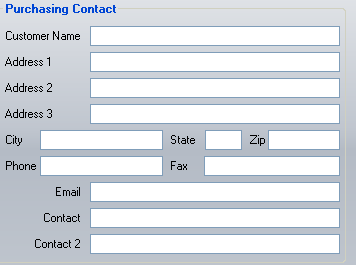 Purchasing Contact
Customer Name
Address 1
Address 2
Address 3
City State Zip
Phone Fax
Email
Contact
Contact 2